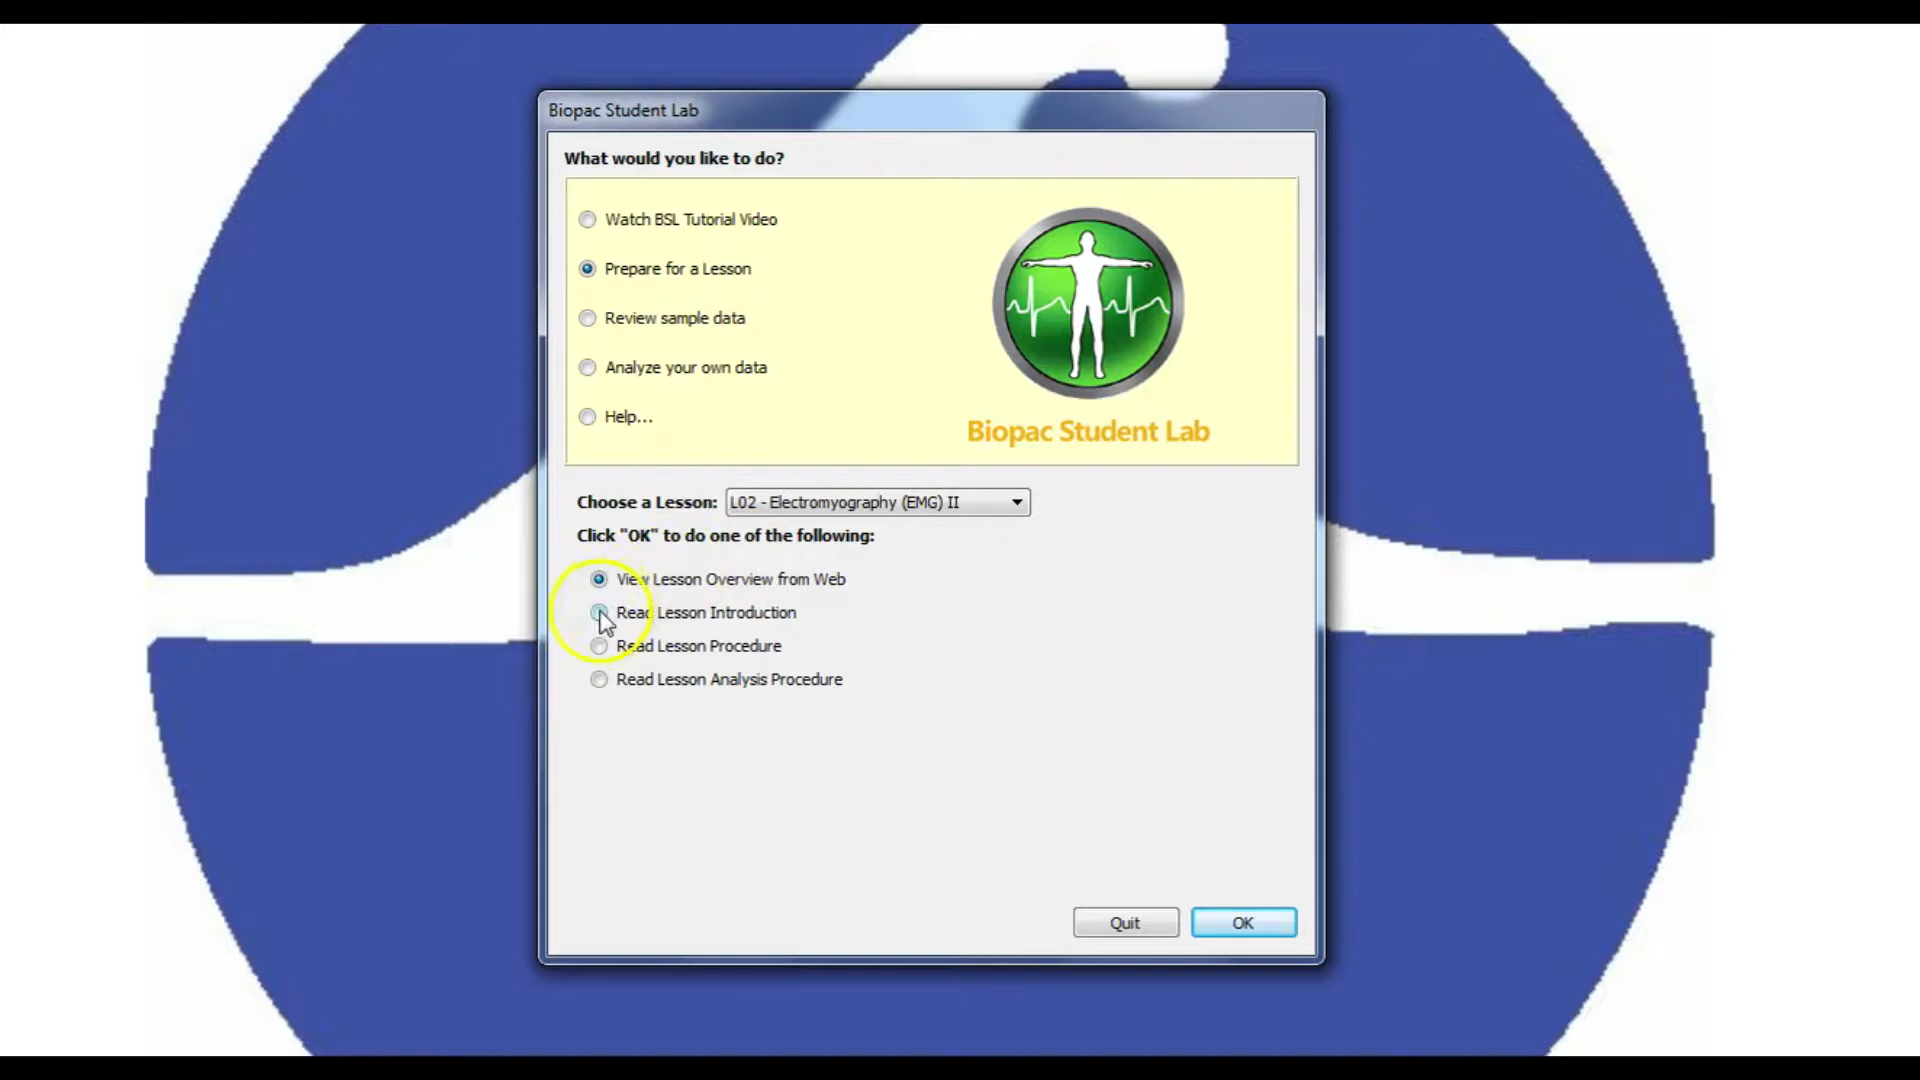 Biopac Student Lab
What would you like to do?
Watch BSL Tutorial Video
Prepare for a Lesson
Review sample data
Analyze your own data
Help...
Biopac Student Lab
Choose a Lesson: L02 - Electromyography (EMG) II
Click "OK" to do one of the following:
View Lesson Overview from Web
Read Lesson Introduction
Read Lesson Procedure
Read Lesson Analysis Procedure
Quit OK